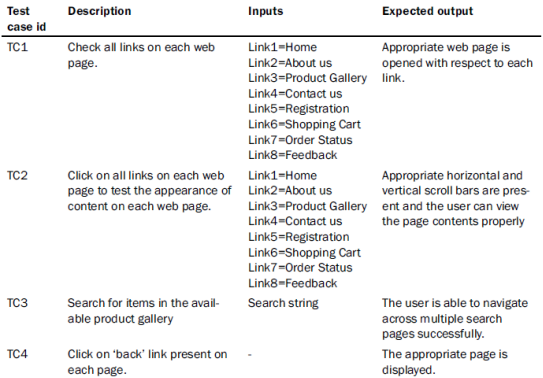 Test case id Description Inputs Expected output
TC1 Check all links on each web Link1=Home Appropriate web page is
page. Link2=About us opened with respect to each
Link3=Product Gallery link.
Link4=Contact us
Link5=Registration
Link6=Shopping Cart
Link7=Order Status
Link8=Feedback
TC2 Click on all links on each web Link1=Home Appropriate horizontal and
page to test the appearance of Link2=About us vertical scroll bars are pres-
content on each web page. Link3=Product Gallery ent and the user can view
Link4=Contact us the page contents properly
Link5=Registration
Link6=Shopping Cart
Link7=Order Status
Link8=Feedback
TC3 Search for items in the avail- Search string The user is able to navigate
able product gallery across multiple search
pages successfully.
TC4 Click on ‘back’ link present on - The appropriate page is
each page. displayed.